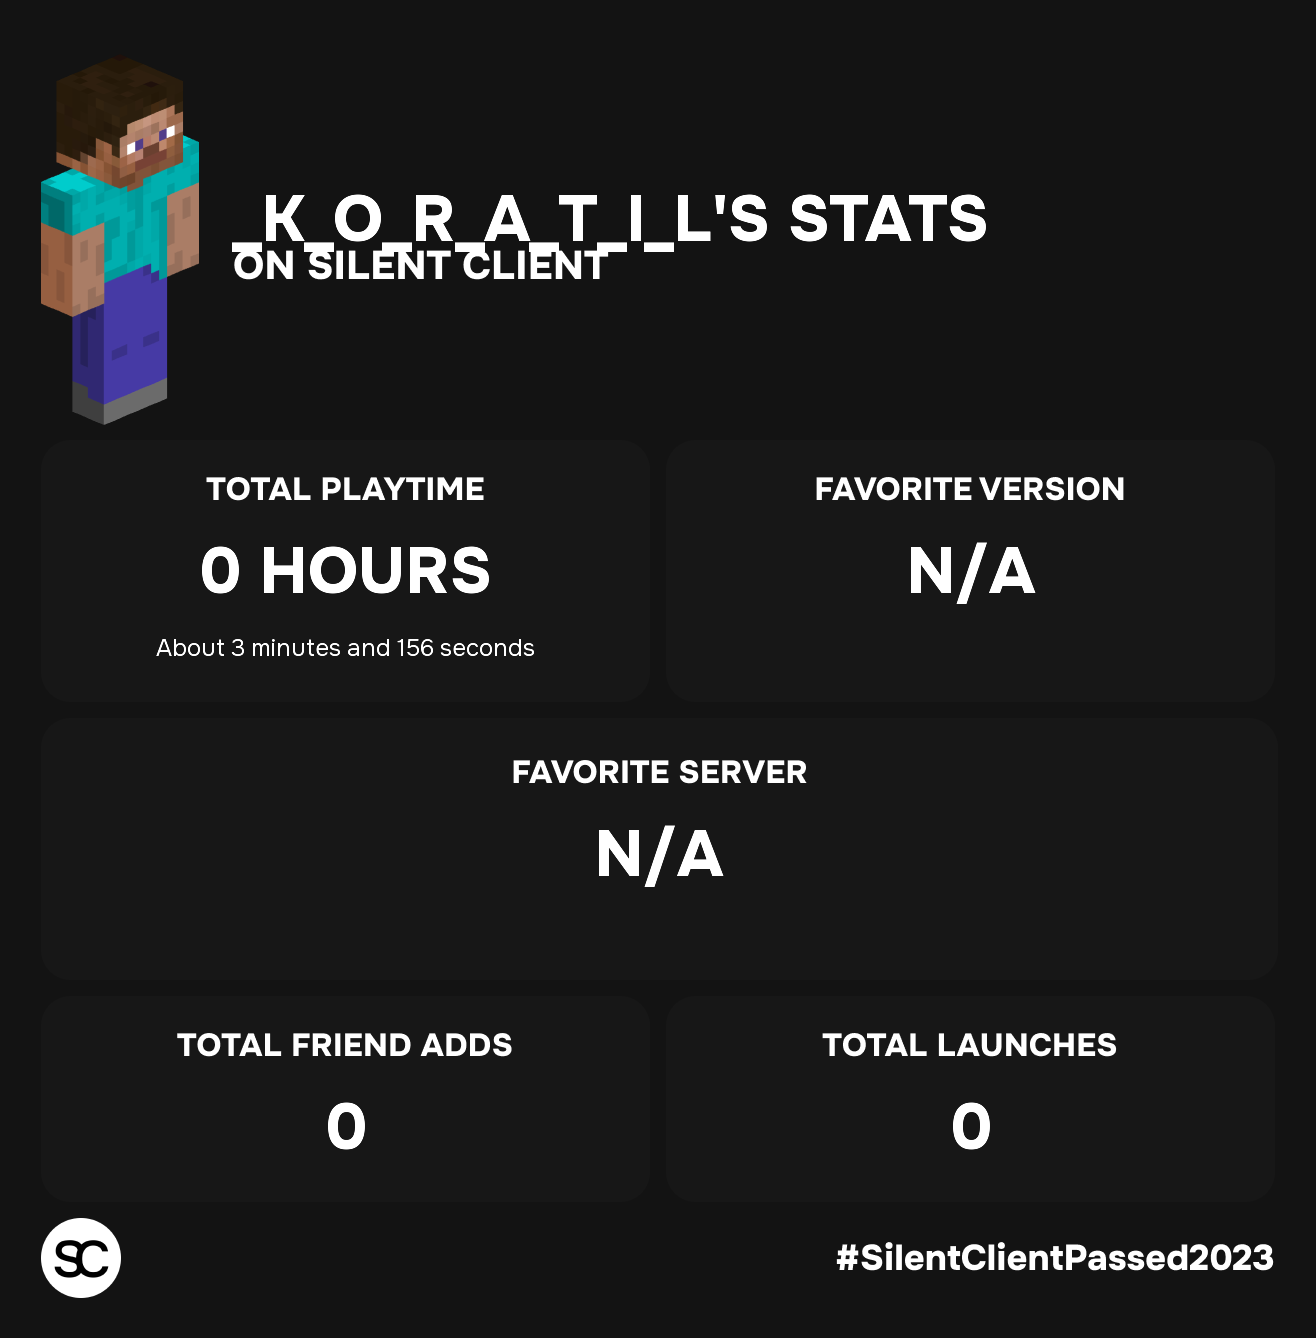 _K_O_R_A_T_I_L'S STATS
ON SILENT CLIENT
TOTAL PLAYTIME
0 HOURS
About 3 minutes and 156 seconds
FAVORITE VERSION
N/A
FAVORITE SERVER
N/A
TOTAL FRIEND ADDS
0
TOTAL LAUNCHES
0
SC
#SilentClientPassed2023